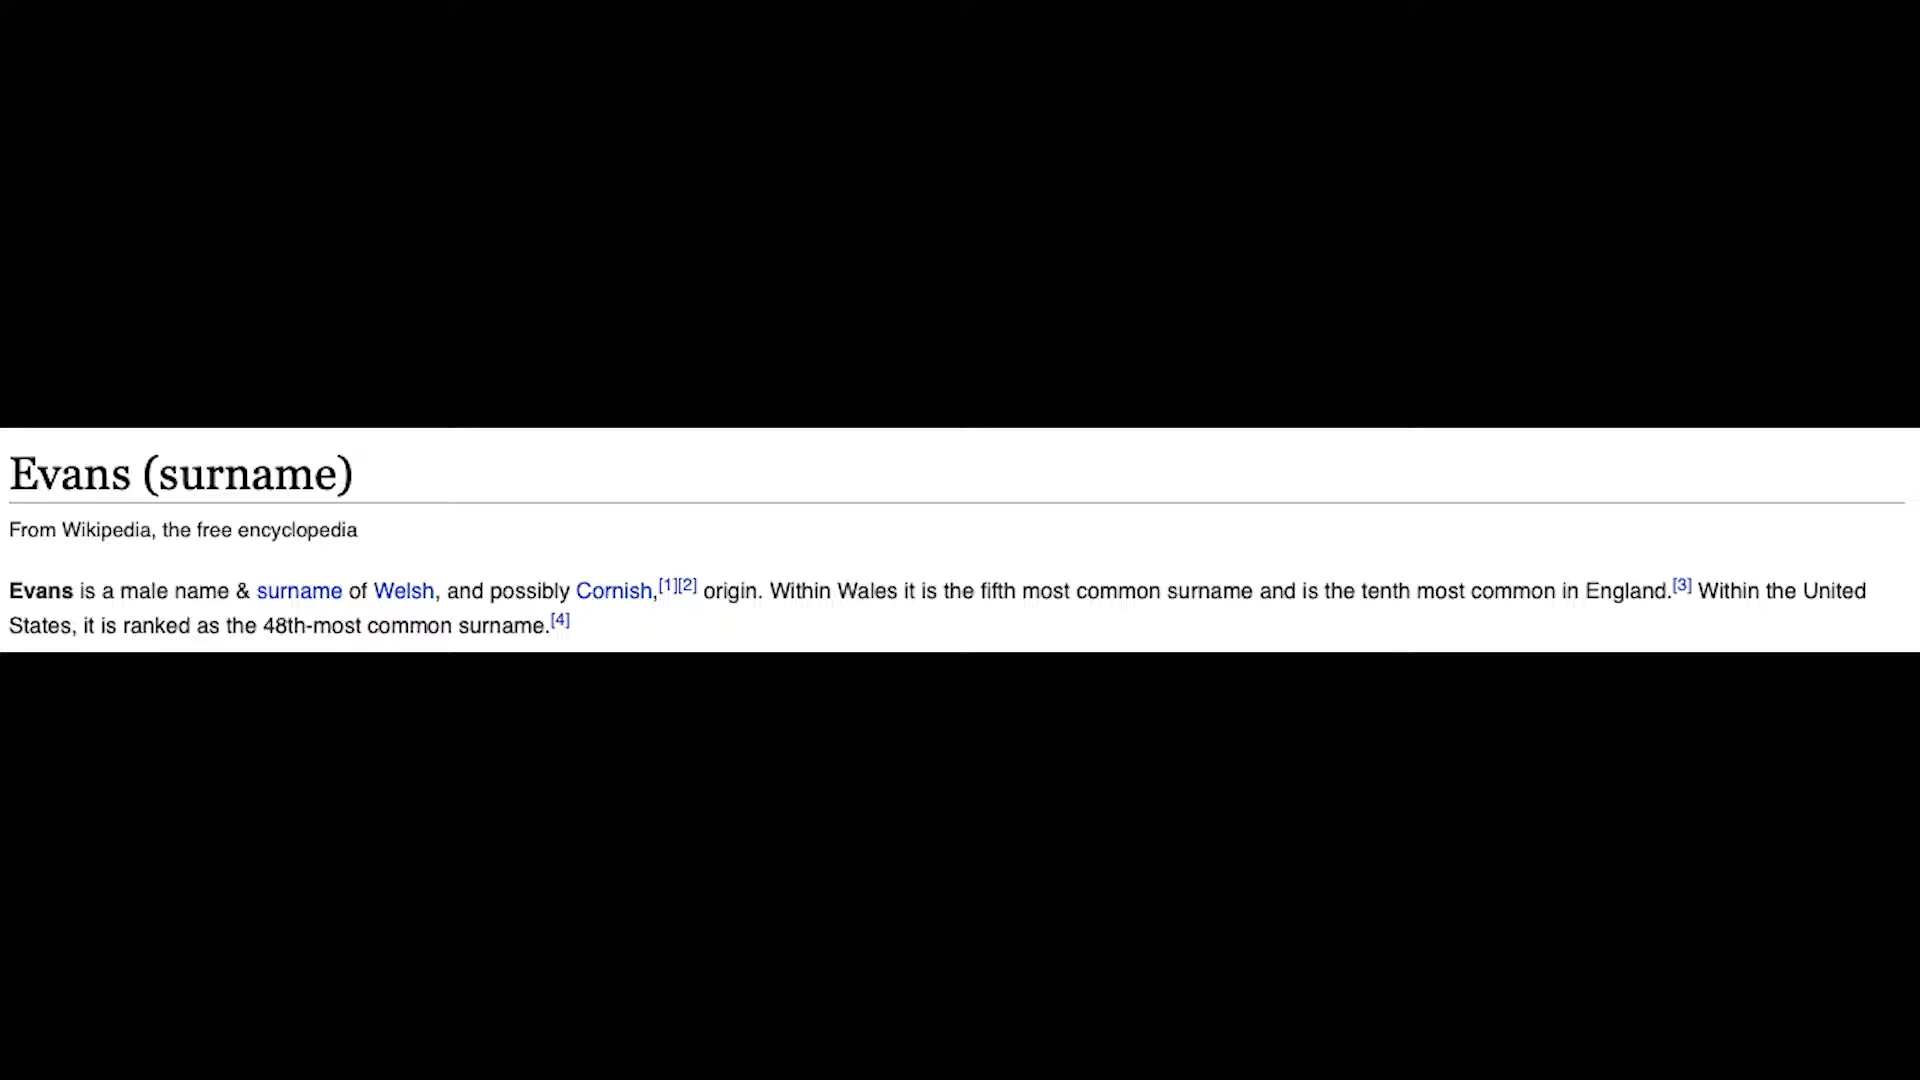 Evans (surname)
From Wikipedia, the free encyclopedia
Evans is a male name & surname of Welsh, and possibly Cornish,[1][2] origin. Within Wales it is the fifth most common surname and is the tenth most common in England.[3] Within the United
States, it is ranked as the 48th-most common surname.[4]